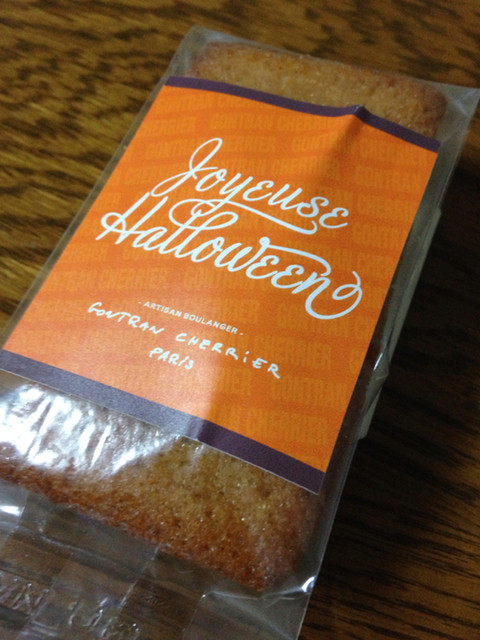 Joyeuse
Halloween
- ARTISAN BOULANGER -
GONTRAN CHERRIER
PARIS